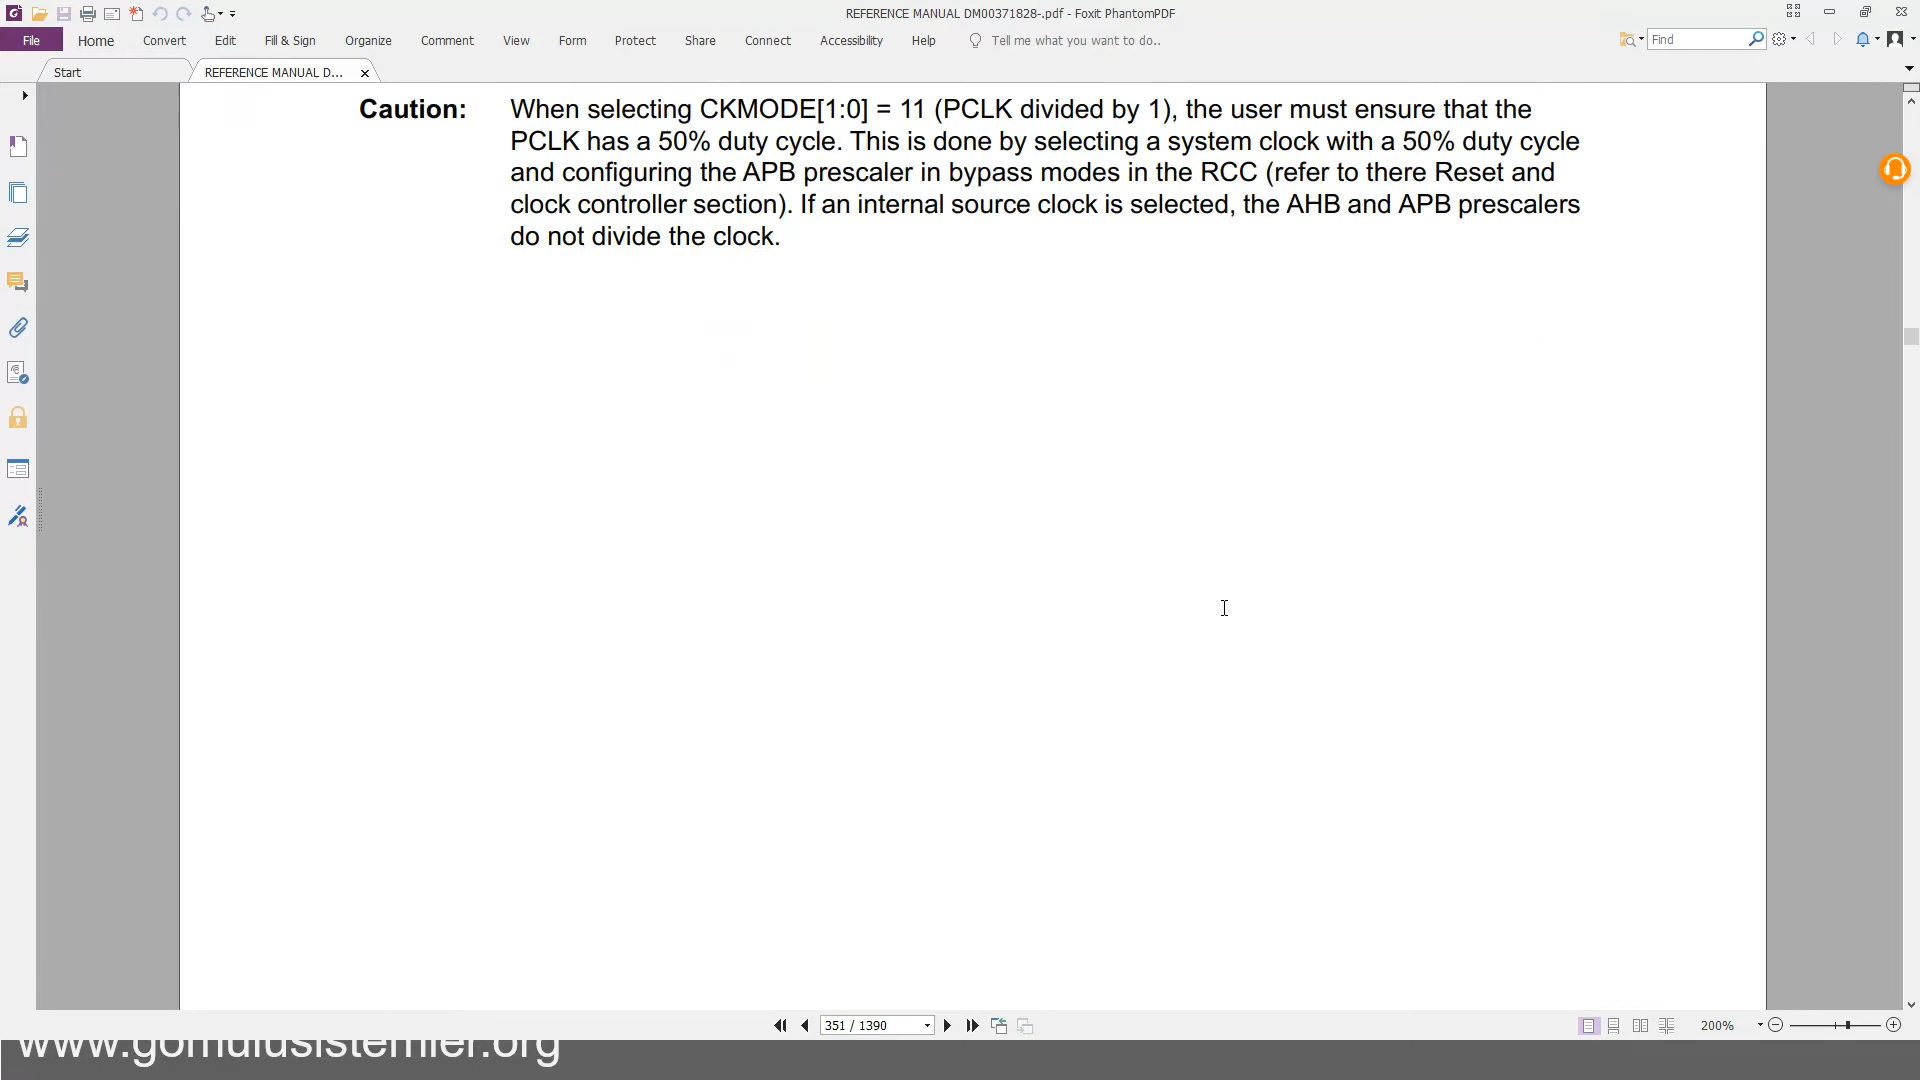 REFERENCE MANUAL DM00371828-.pdf - Foxit PhantomPDF
File Home Convert Edit Fill & Sign Organize Comment View Form Protect Share Connect Accessibility Help Tell me what you want to do.. Find
Start REFERENCE MANUAL D...
Caution: When selecting CKMODE[1:0] = 11 (PCLK divided by 1), the user must ensure that the
PCLK has a 50% duty cycle. This is done by selecting a system clock with a 50% duty cycle
and configuring the APB prescaler in bypass modes in the RCC (refer to there Reset and
clock controller section). If an internal source clock is selected, the AHB and APB prescalers
do not divide the clock.
351 / 1390 200%
www.gomulusistemler.org